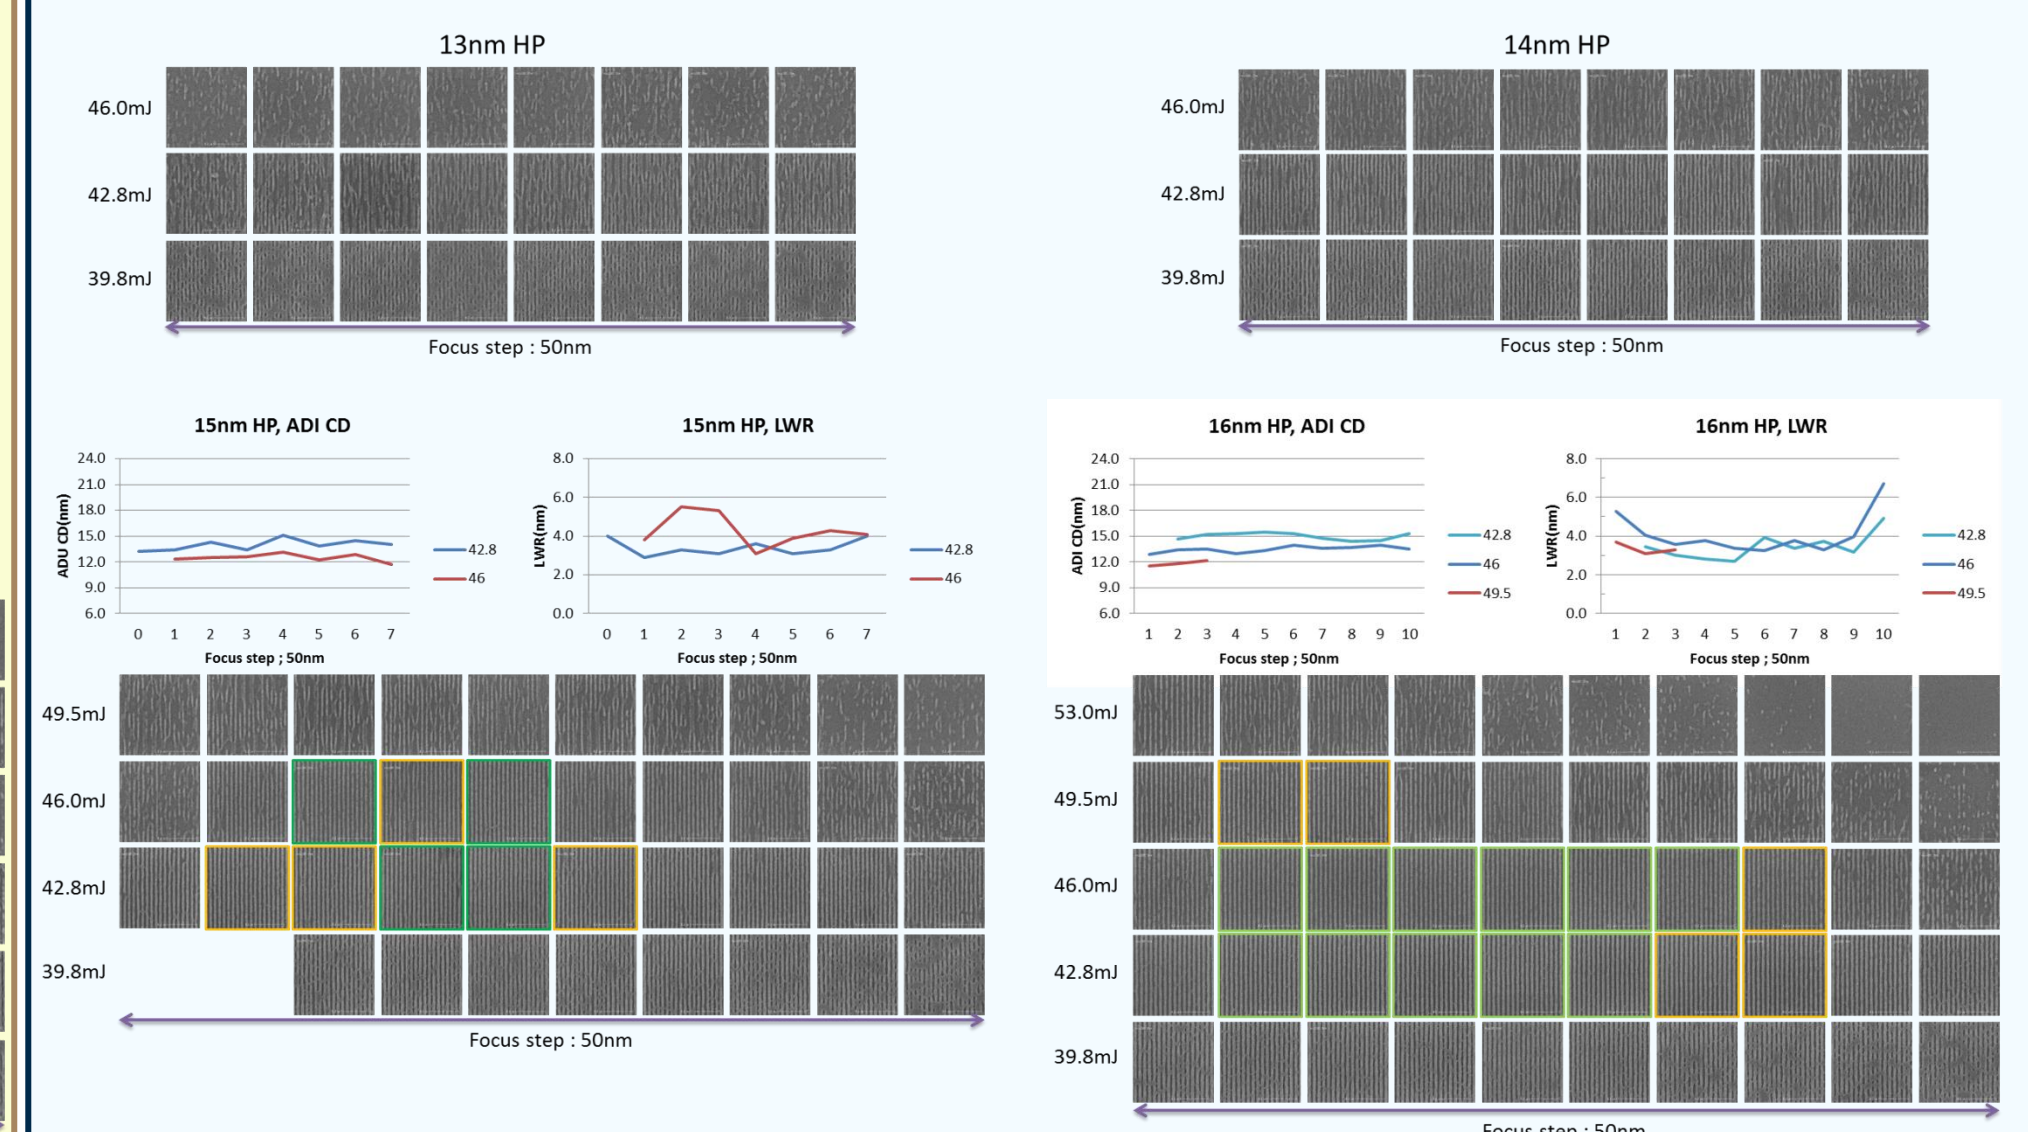 13nm HP
46.0mJ
42.8mJ
39.8mJ
Focus step : 50nm
14nm HP
46.0mJ
42.8mJ
39.8mJ
Focus step : 50nm
15nm HP, ADI CD
24.0
21.0
18.0
15.0
12.0
9.0
6.0
ADU CD(nm)
0 1 2 3 4 5 6 7
Focus step ; 50nm
42.8
46
15nm HP, LWR
8.0
6.0
4.0
2.0
0.0
LWR(nm)
0 1 2 3 4 5 6 7
Focus step ; 50nm
42.8
46
49.5mJ
46.0mJ
42.8mJ
39.8mJ
Focus step : 50nm
16nm HP, ADI CD
24.0
21.0
18.0
15.0
12.0
9.0
6.0
ADI CD(nm)
1 2 3 4 5 6 7 8 9 10
Focus step ; 50nm
42.8
46
49.5
16nm HP, LWR
8.0
6.0
4.0
2.0
0.0
LWR(nm)
1 2 3 4 5 6 7 8 9 10
Focus step ; 50nm
42.8
46
49.5
53.0mJ
49.5mJ
46.0mJ
42.8mJ
39.8mJ
Focus step : 50nm